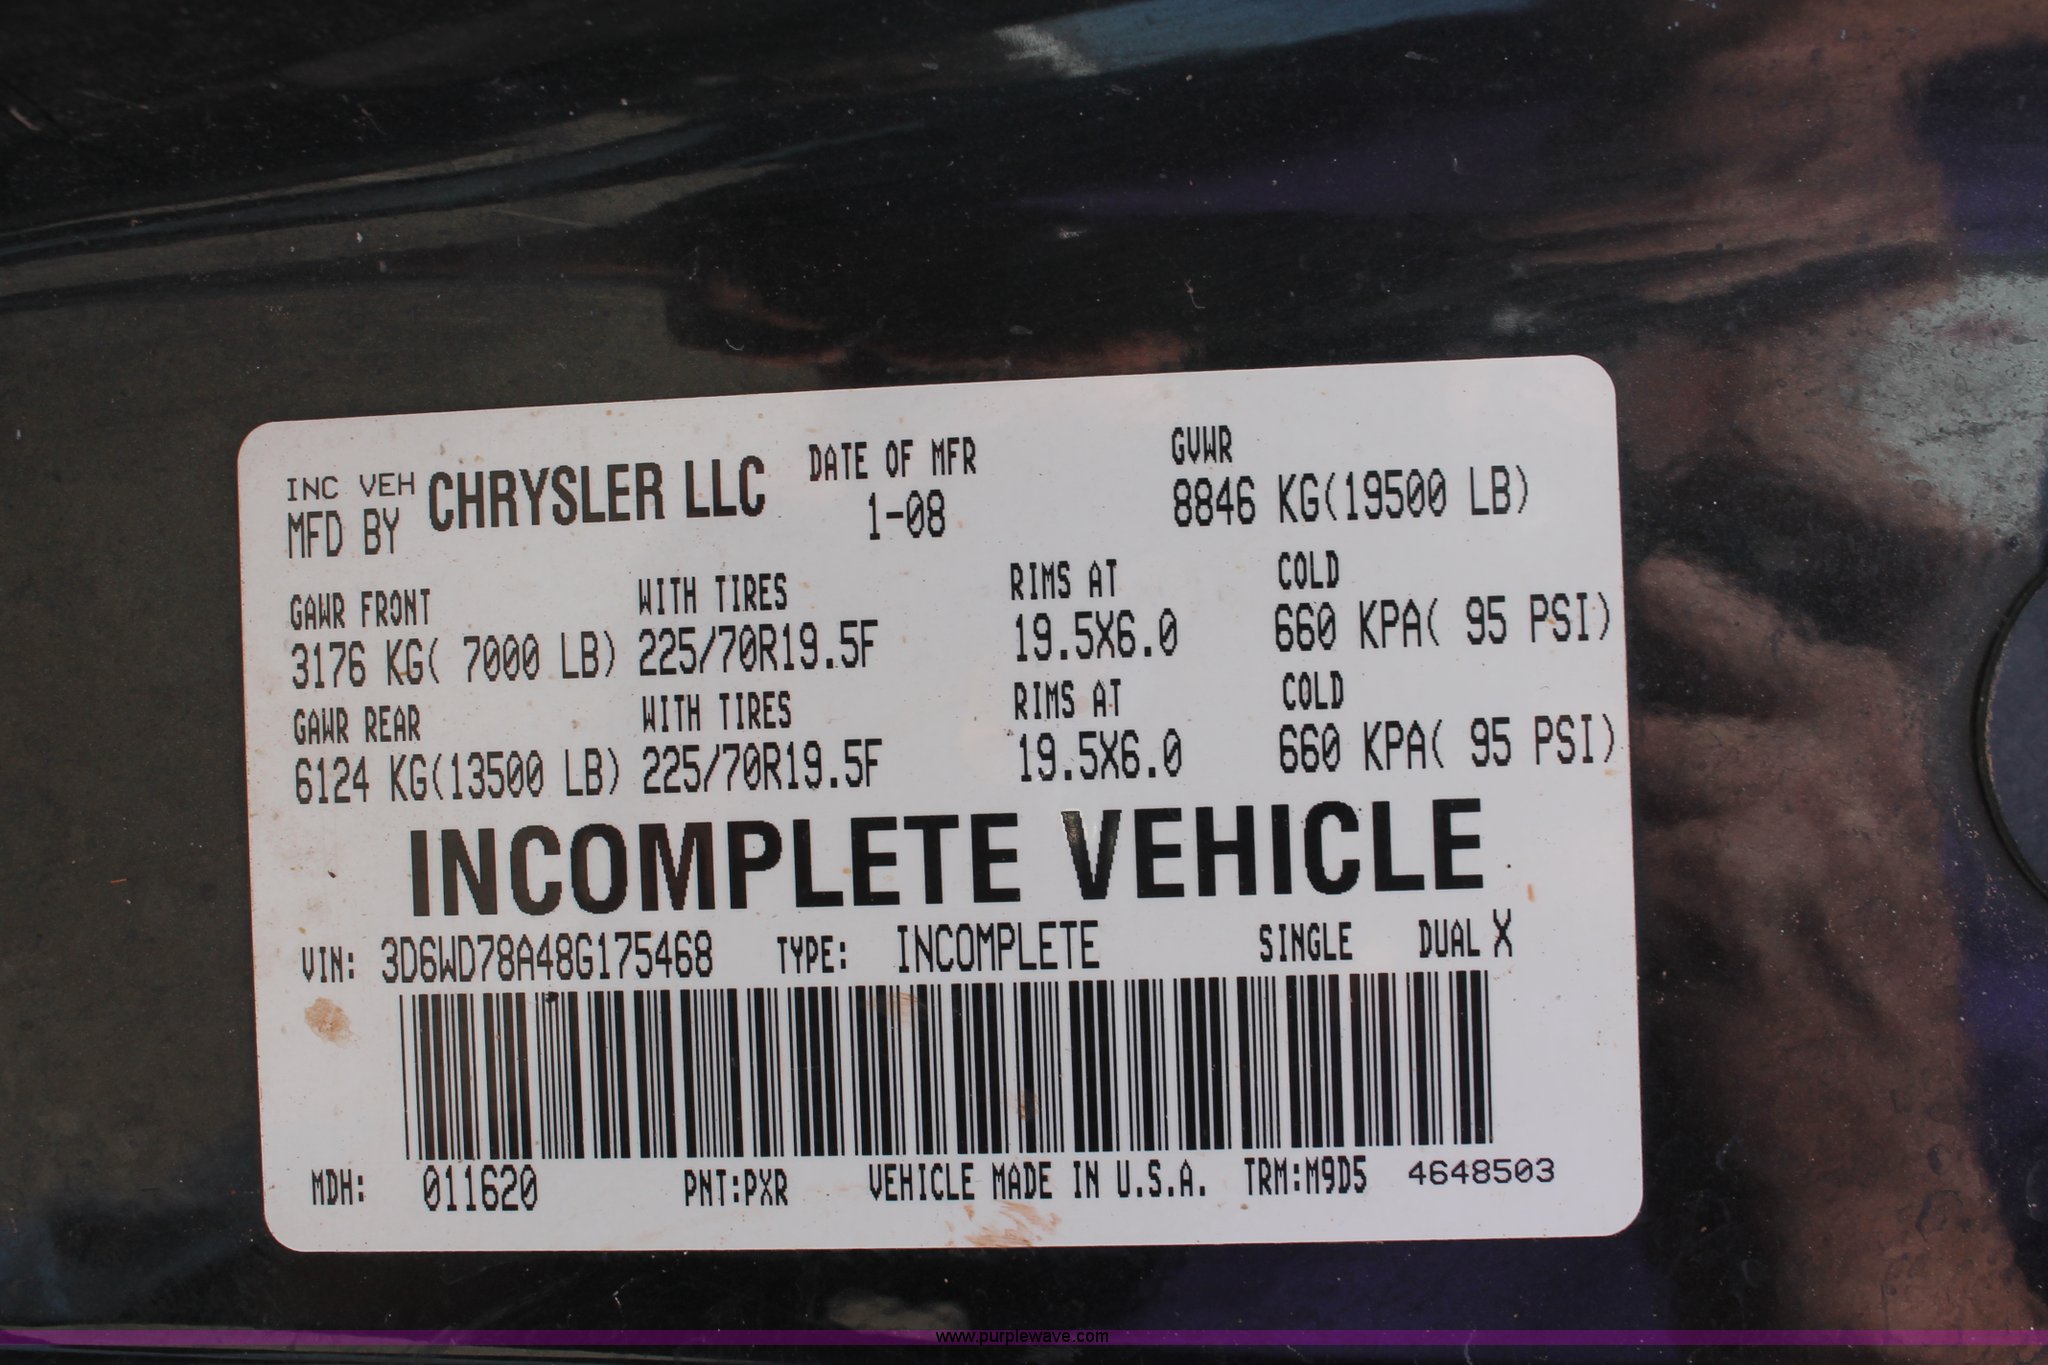 INC VEH MFD BY CHRYSLER LLC DATE OF MFR 1-08 GVWR 8846 KG(19500 LB)
GAWR FRONT WITH TIRES RIMS AT COLD
3176 KG( 7000 LB) 225/70R19.5F 19.5X6.0 660 KPA( 95 PSI)
GAWR REAR WITH TIRES RIMS AT COLD
6124 KG(13500 LB) 225/70R19.5F 19.5X6.0 660 KPA( 95 PSI)
INCOMPLETE VEHICLE
VIN: 3D6WD78A48G175468 TYPE: INCOMPLETE SINGLE DUAL X
MDH: 011620 PNT:PXR VEHICLE MADE IN U.S.A. TRM:M9D5 4648503
www.purplewave.com